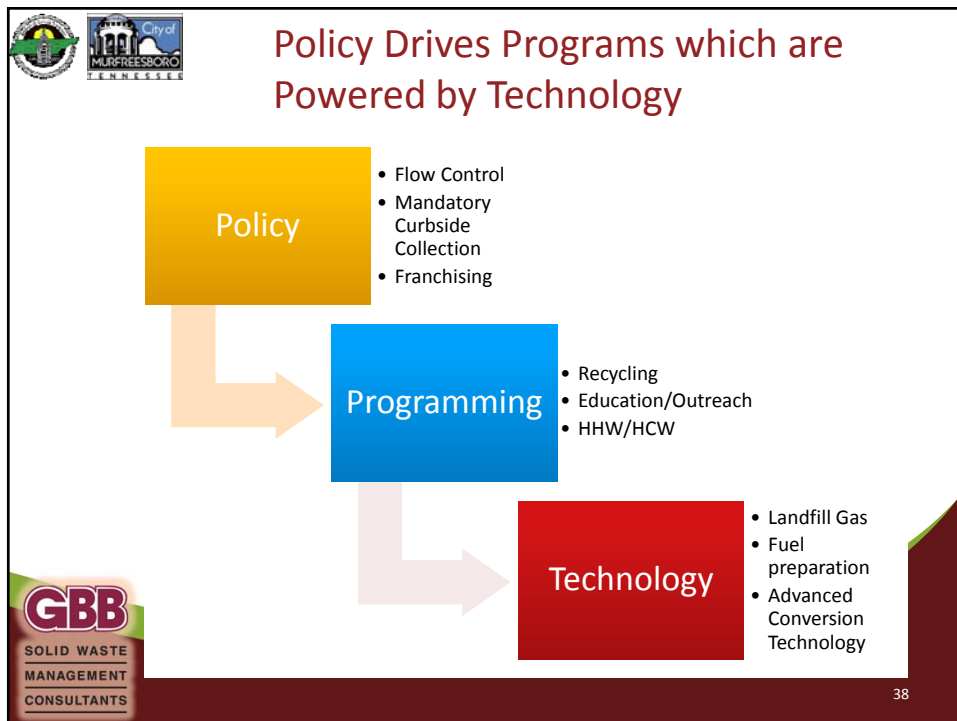 City of
MURFREESBORO
TENNESSEE
Policy Drives Programs which are
Powered by Technology
Policy
• Flow Control
• Mandatory
Curbside
Collection
• Franchising
Programming
• Recycling
• Education/Outreach
• HHW/HCW
Technology
• Landfill Gas
• Fuel
preparation
• Advanced
Conversion
Technology
GBB
SOLID WASTE
MANAGEMENT
CONSULTANTS
38